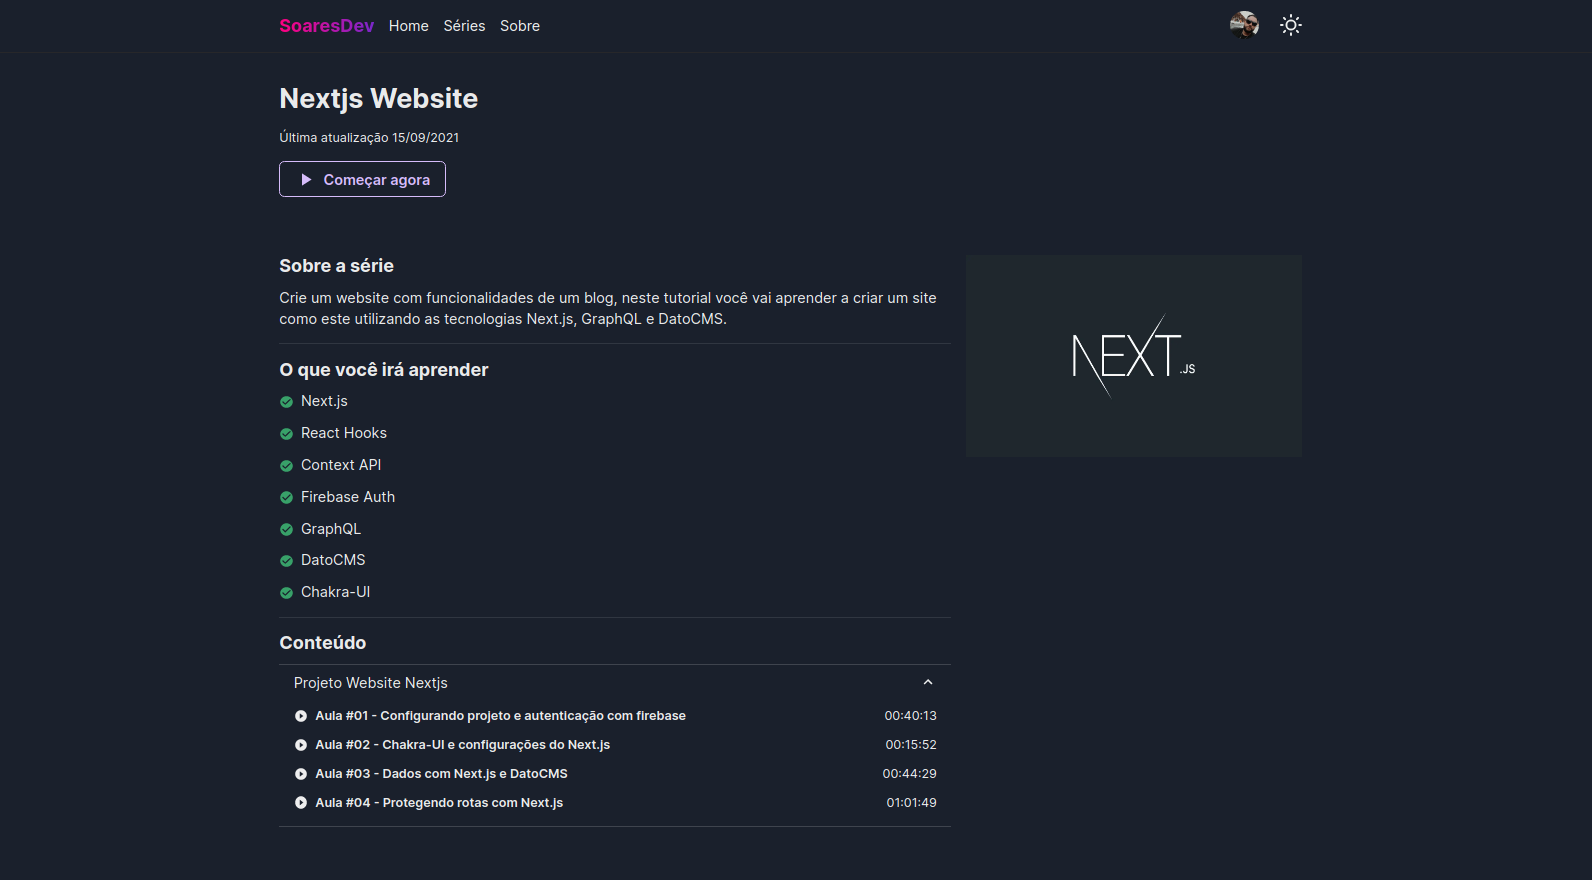 SoaresDev Home Séries Sobre
Nextjs Website
Última atualização 15/09/2021
Começar agora
Sobre a série
Crie um website com funcionalidades de um blog, neste tutorial você vai aprender a criar um site
como este utilizando as tecnologias Next.js, GraphQL e DatoCMS.
NEXT.JS
O que você irá aprender
Next.js
React Hooks
Context API
Firebase Auth
GraphQL
DatoCMS
Chakra-UI
Conteúdo
Projeto Website Nextjs
Aula #01 - Configurando projeto e autenticação com firebase 00:40:13
Aula #02 - Chakra-UI e configurações do Next.js 00:15:52
Aula #03 - Dados com Next.js e DatoCMS 00:44:29
Aula #04 - Protegendo rotas com Next.js 01:01:49